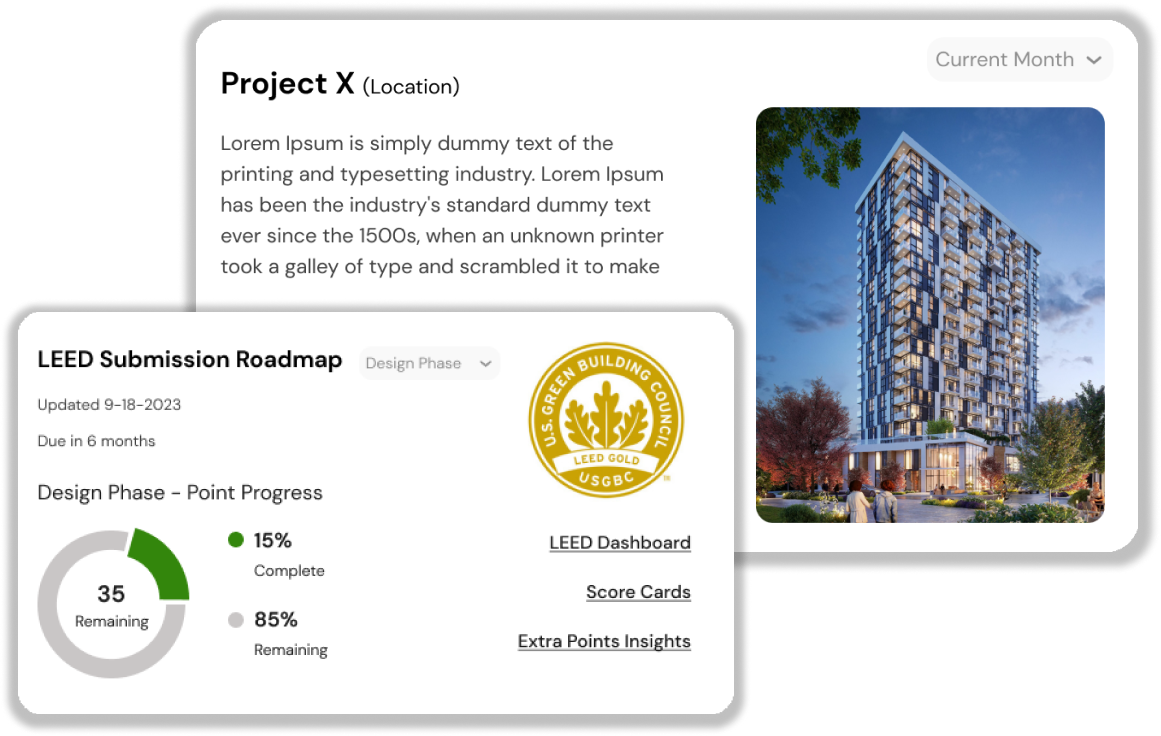 Current Month
Project X (Location)
Lorem Ipsum is simply dummy text of the
printing and typesetting industry. Lorem Ipsum
has been the industry's standard dummy text
ever since the 1500s, when an unknown printer
took a galley of type and scrambled it to make
LEED Submission Roadmap
Design Phase
Updated 9-18-2023
Due in 6 months
U.S. GREEN BUILDING COUNCIL
LEED GOLD
USGBC
TM
Design Phase - Point Progress
35
Remaining
15%
Complete
85%
Remaining
LEED Dashboard
Score Cards
Extra Points Insights